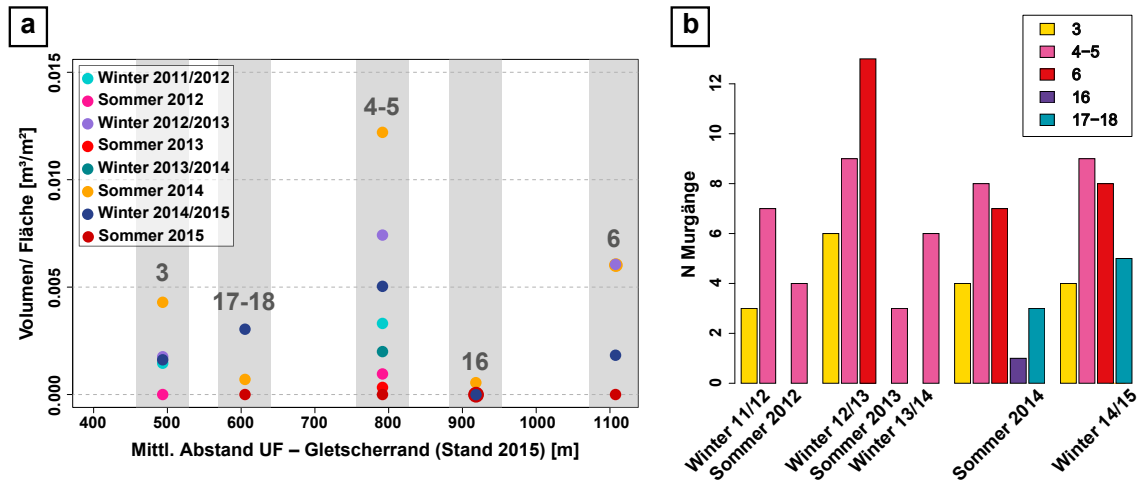 a
Volumen/ Fläche [m³/m²]
0.015
0.010
0.005
0.000
Winter 2011/2012
Sommer 2012
Winter 2012/2013
Sommer 2013
Winter 2013/2014
Sommer 2014
Winter 2014/2015
Sommer 2015
3
17-18
4-5
16
6
400 500 600 700 800 900 1000 1100
Mittl. Abstand UF – Gletscherrand (Stand 2015) [m]
b
N Murgänge
12
10
8
6
4
2
0
3
4−5
6
16
17−18
Winter 11/12
Sommer 2012
Winter 12/13
Sommer 2013
Winter 13/14
Sommer 2014
Winter 14/15